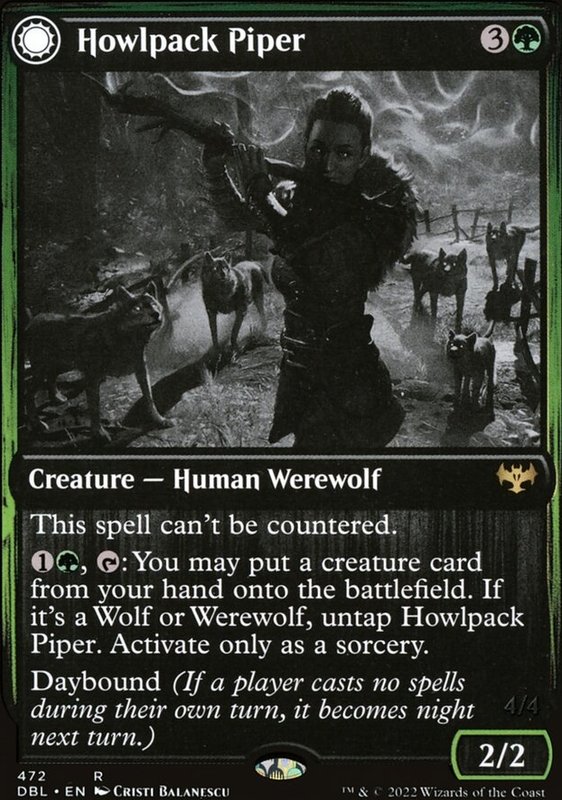 Howlpack Piper 3
Creature — Human Werewolf
This spell can't be countered.
1, : You may put a creature card
from your hand onto the battlefield. If
it's a Wolf or Werewolf, untap Howlpack
Piper. Activate only as a sorcery.
Daybound (If a player casts no spells
during their own turn, it becomes night
next turn.)
4/4
2/2
472 R
DBL • EN Cristi Balanescu
™ & © 2022 Wizards of the Coast